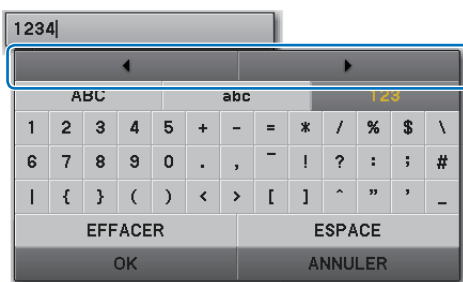 1234
◀ ▶
ABC abc 123
1 2 3 4 5 + - = * / % $ \
6 7 8 9 0 . , ‾ ! ? : ; #
| { } ( ) < > [ ] ^ " ' _
EFFACER ESPACE
OK ANNULER